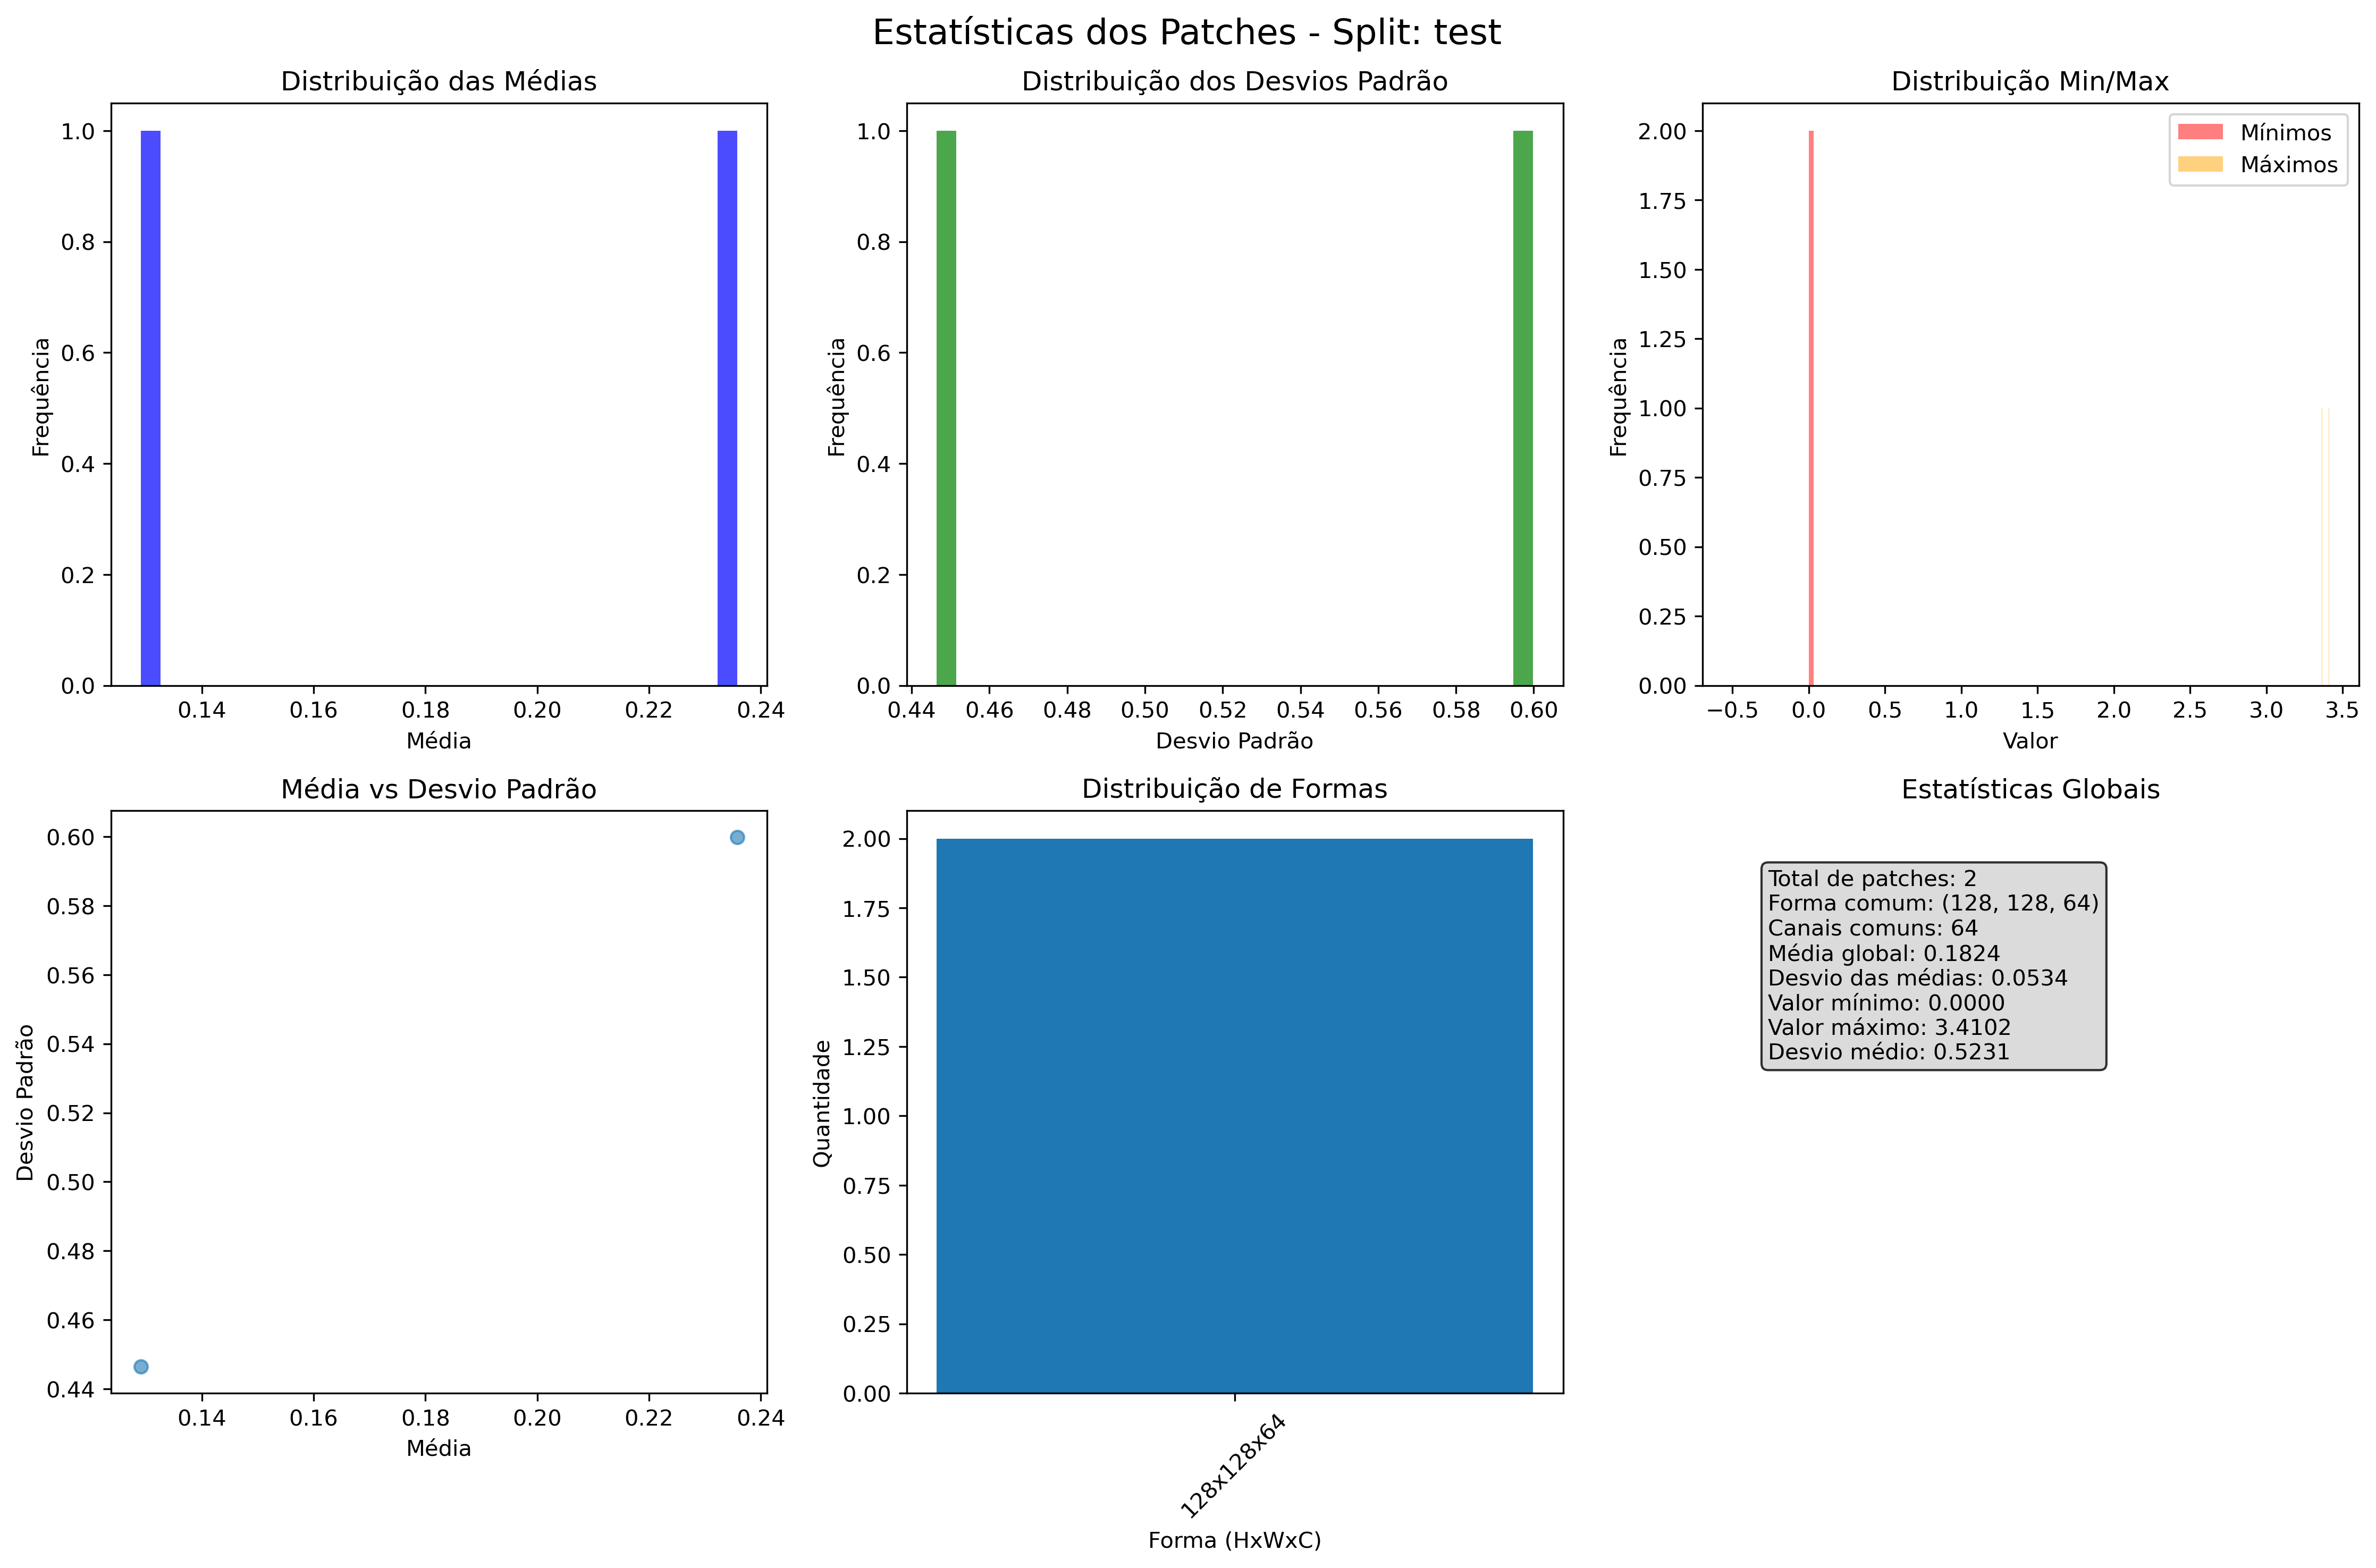 Estatísticas dos Patches - Split: test
Distribuição das Médias
Frequência
1.0
0.8
0.6
0.4
0.2
0.0
0.14 0.16 0.18 0.20 0.22 0.24
Média
Distribuição dos Desvios Padrão
Frequência
1.0
0.8
0.6
0.4
0.2
0.0
0.44 0.46 0.48 0.50 0.52 0.54 0.56 0.58 0.60
Desvio Padrão
Distribuição Min/Max
Frequência
2.00
1.75
1.50
1.25
1.00
0.75
0.50
0.25
0.00
Mínimos
Máximos
−0.5 0.0 0.5 1.0 1.5 2.0 2.5 3.0 3.5
Valor
Média vs Desvio Padrão
Desvio Padrão
0.60
0.58
0.56
0.54
0.52
0.50
0.48
0.46
0.44
0.14 0.16 0.18 0.20 0.22 0.24
Média
Distribuição de Formas
Quantidade
2.00
1.75
1.50
1.25
1.00
0.75
0.50
0.25
0.00
128x128x64
Forma (HxWxC)
Estatísticas Globais
Total de patches: 2
Forma comum: (128, 128, 64)
Canais comuns: 64
Média global: 0.1824
Desvio das médias: 0.0534
Valor mínimo: 0.0000
Valor máximo: 3.4102
Desvio médio: 0.5231